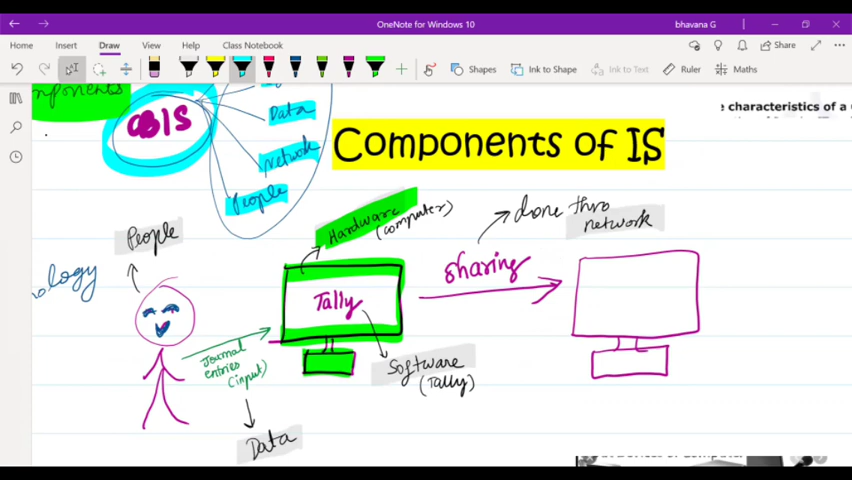 OneNote for Windows 10
bhavana G
Home Insert Draw View Help Class Notebook
Share
Shapes
Ink to Shape
Ink to Text
Ruler
Maths
mponents
CBIS
Data
Network
People
Components of IS
e characteristics of a
People
ology
Hardware
(computer)
done thro
network
sharing
Tally
Journal
entries
(input)
Software
(Tally)
Data